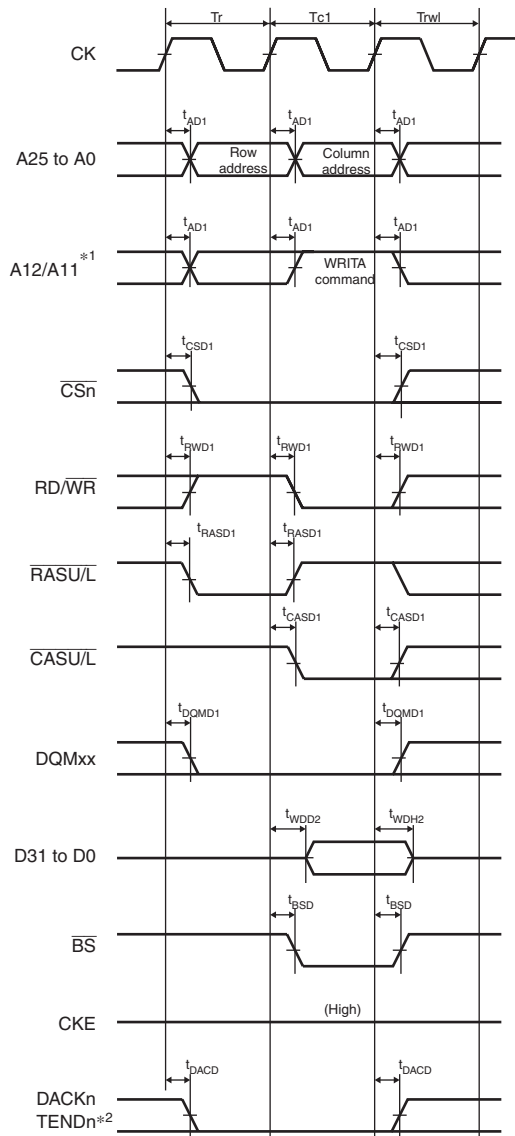 Tr Tc1 Trwl
CK
tAD1 tAD1 tAD1
A25 to A0
Row
address
Column
address
tAD1 tAD1 tAD1
A12/A11*1
WRITA
command
tCSD1 tCSD1
CSn
tRWD1 tRWD1 tRWD1
RD/WR
tRASD1 tRASD1
RASU/L
tCASD1 tCASD1
CASU/L
tDQMD1 tDQMD1
DQMxx
tWDD2 tWDH2
D31 to D0
tBSD tBSD
BS
(High)
CKE
tDACD tDACD
DACKn
TENDn*2